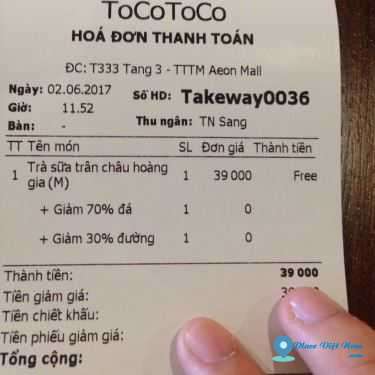 ToCoToCo
HOÁ ĐƠN THANH TOÁN
ĐC: T333 Tang 3 - TTTM Aeon Mall
Ngày: 02.06.2017 Số HD: Takeway0036
Giờ: 11.52
Bàn: - Thu ngân: TN Sang
TT Tên món SL Đơn giá Thành tiền
1 Trà sữa trân châu hoàng 1 39 000 Free
gia (M)
+ Giảm 70% đá 1 0
+ Giảm 30% đường 1 0
Thành tiền: 39 000
Tiền giảm giá:
Tiền chiết khấu:
Tiền phiếu giảm giá:
Tổng cộng:
Place Việt Nam